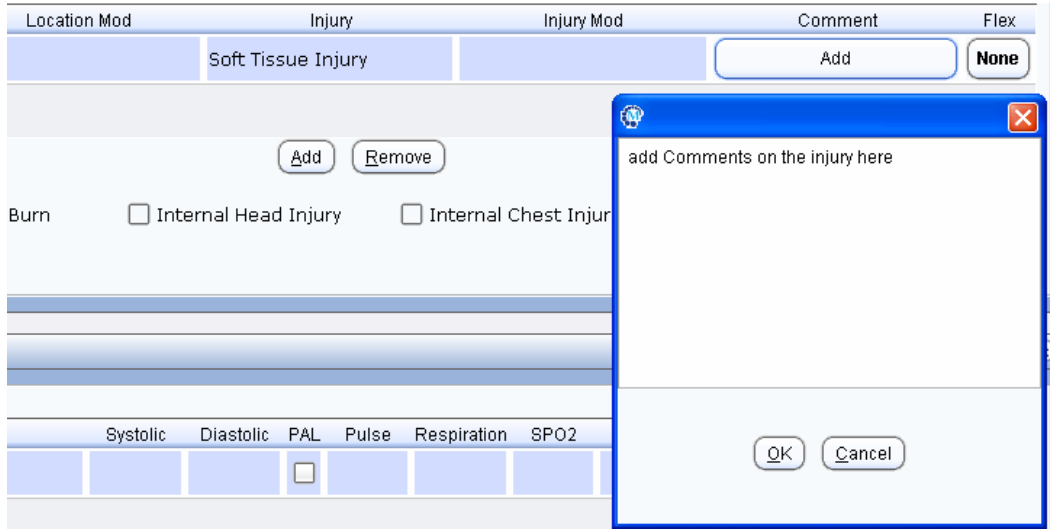 Location Mod Injury Injury Mod Comment Flex
Soft Tissue Injury Add None
add Comments on the injury here
Add Remove
Burn Internal Head Injury Internal Chest Injur
Systolic Diastolic PAL Pulse Respiration SPO2
OK Cancel